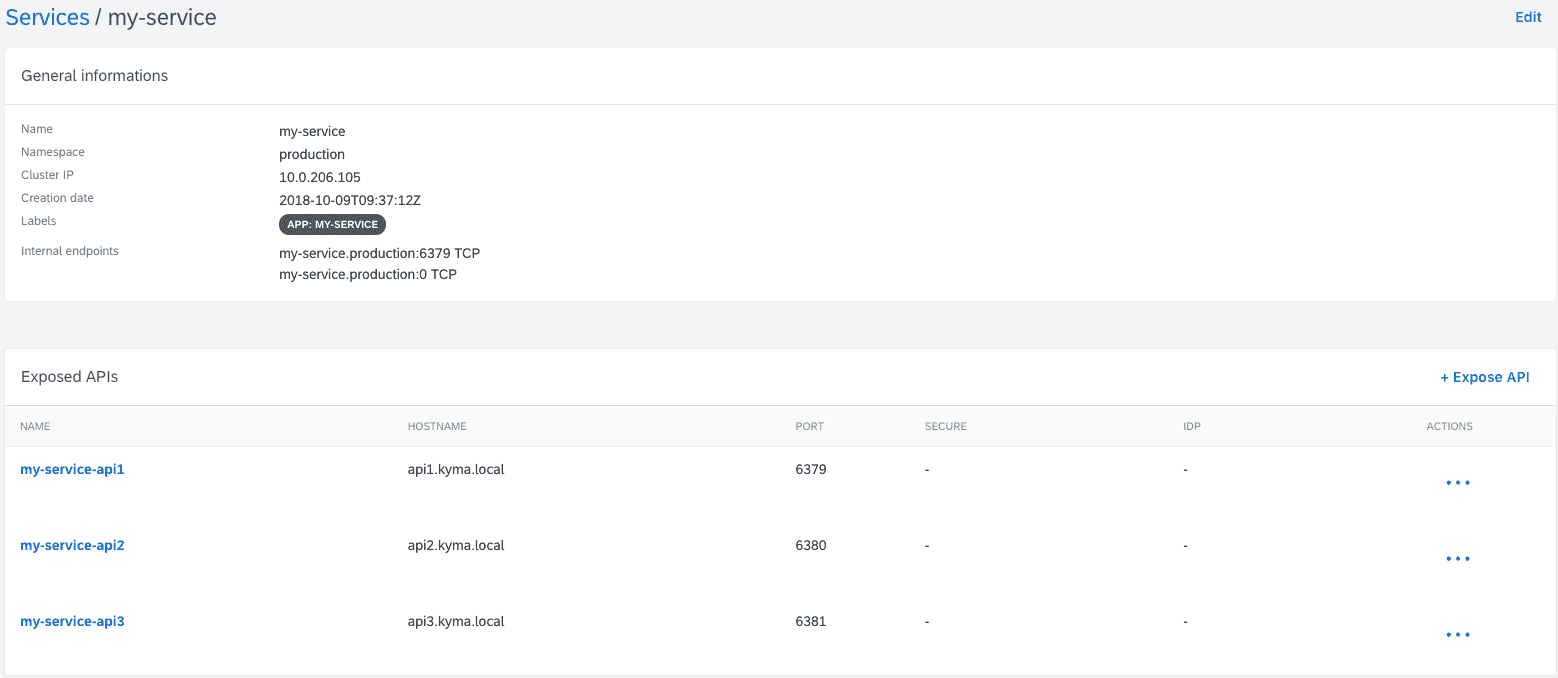 Services / my-service Edit
General informations
Name my-service
Namespace production
Cluster IP 10.0.206.105
Creation date 2018-10-09T09:37:12Z
Labels APP: MY-SERVICE
Internal endpoints my-service.production:6379 TCP
my-service.production:0 TCP
Exposed APIs + Expose API
NAME HOSTNAME PORT SECURE IDP ACTIONS
my-service-api1 api1.kyma.local 6379 - - ...
my-service-api2 api2.kyma.local 6380 - - ...
my-service-api3 api3.kyma.local 6381 - - ...